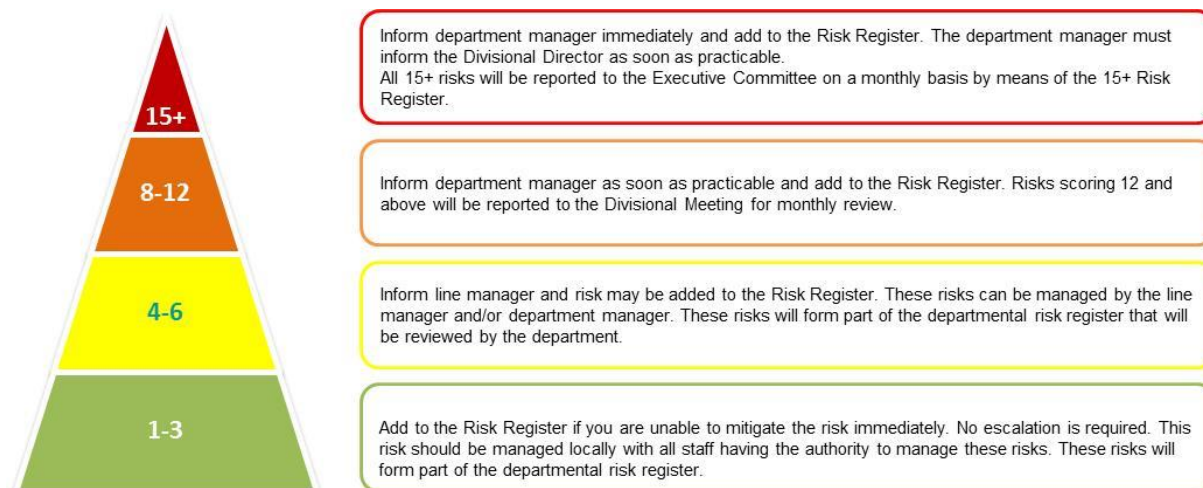 15+
Inform department manager immediately and add to the Risk Register. The department manager must
inform the Divisional Director as soon as practicable.
All 15+ risks will be reported to the Executive Committee on a monthly basis by means of the 15+ Risk
Register.
8-12
Inform department manager as soon as practicable and add to the Risk Register. Risks scoring 12 and
above will be reported to the Divisional Meeting for monthly review.
4-6
Inform line manager and risk may be added to the Risk Register. These risks can be managed by the line
manager and/or department manager. These risks will form part of the departmental risk register that will
be reviewed by the department.
1-3
Add to the Risk Register if you are unable to mitigate the risk immediately. No escalation is required. This
risk should be managed locally with all staff having the authority to manage these risks. These risks will
form part of the departmental risk register.